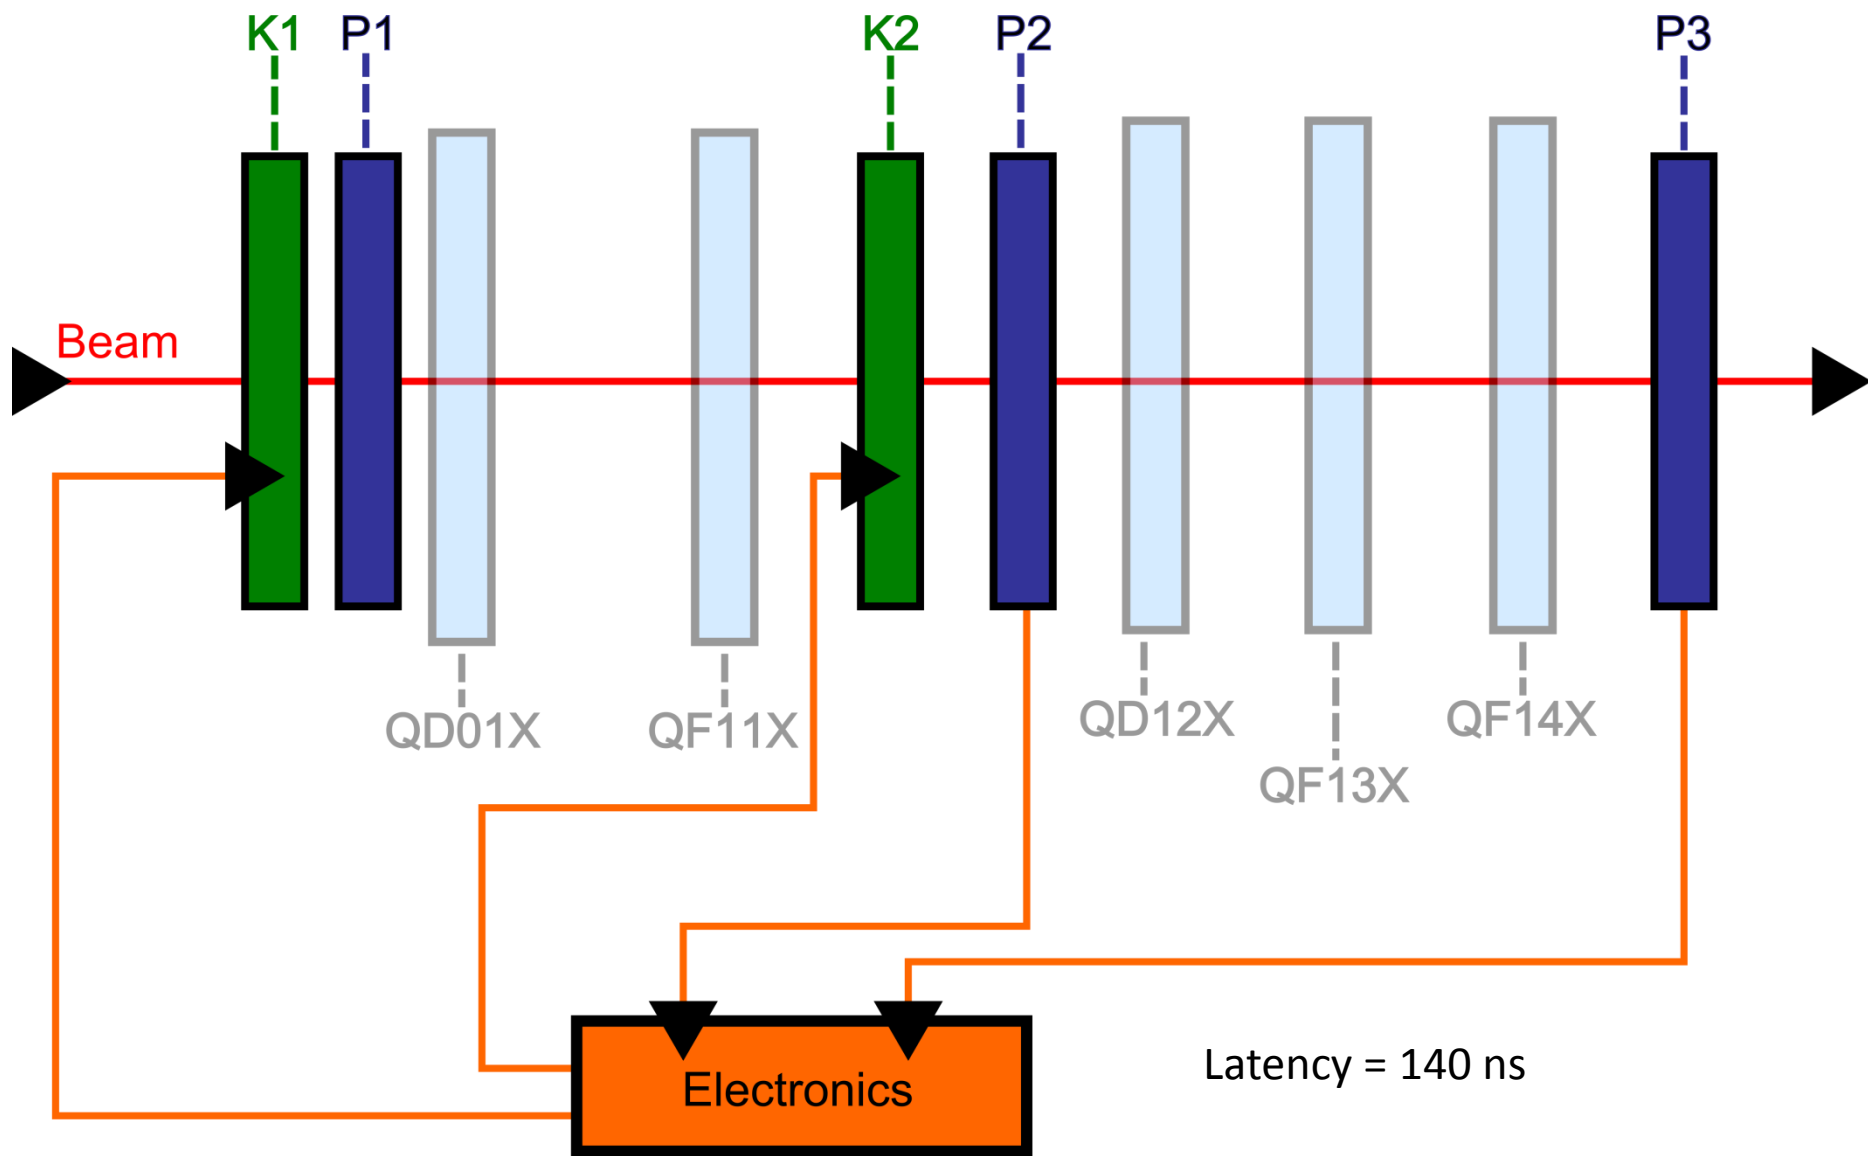 K1 P1 K2 P2 P3
Beam
QD01X QF11X QD12X QF14X
QF13X
Electronics
Latency = 140 ns